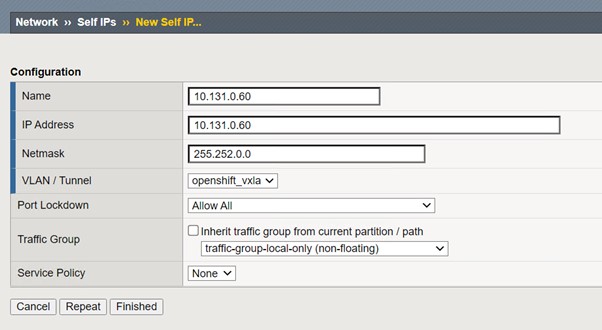 Network ›› Self IPs ›› New Self IP...
Configuration
Name 10.131.0.60
IP Address 10.131.0.60
Netmask 255.252.0.0
VLAN / Tunnel openshift_vxla
Port Lockdown Allow All
Traffic Group Inherit traffic group from current partition / path
traffic-group-local-only (non-floating)
Service Policy None
Cancel Repeat Finished